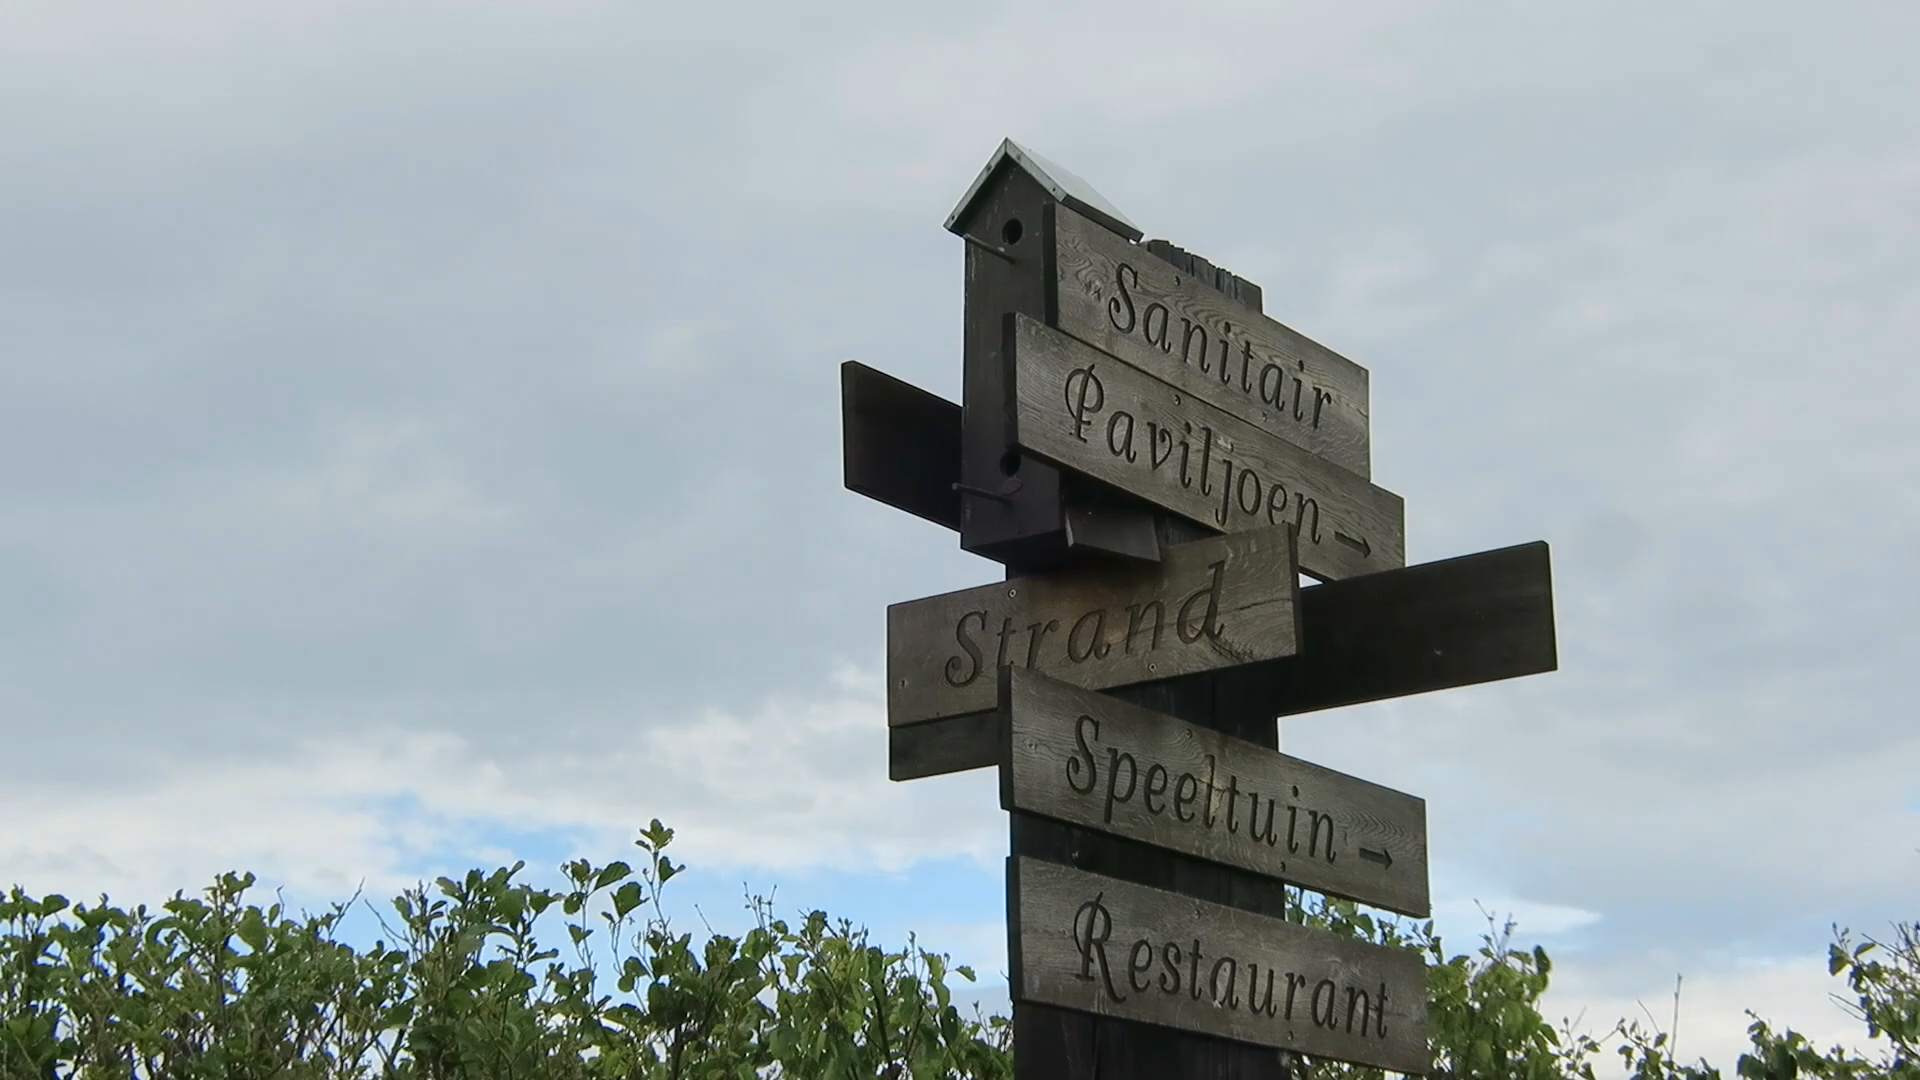 Sanitair
Paviljoen →
Strand
Speeltuin →
Restaurant